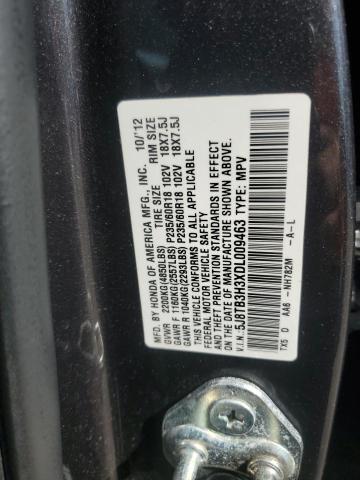 MFD. BY HONDA OF AMERICA MFG., INC. 10/'12
TIRE SIZE RIM SIZE
GVWR 2200KG(4850LBS)
GAWR F 1160KG(2557LBS) P235/60R18 102V 18X7.5J
GAWR R 1040KG(2293LBS) P235/60R18 102V 18X7.5J
THIS VEHICLE CONFORMS TO ALL APPLICABLE
FEDERAL MOTOR VEHICLE SAFETY STANDARDS IN EFFECT
ON THE DATE OF MANUFACTURE SHOWN ABOVE.
V.I.N. 5J8TB3H3XDL009463 TYPE: MPV
TX5 D AA6 -NH782M -A-L